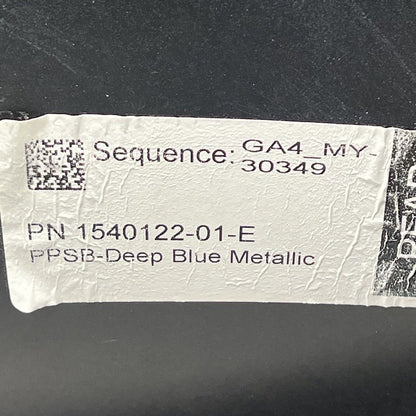 Sequence: GA4_MY-
30349
PN 1540122-01-E
PPSB-Deep Blue Metallic